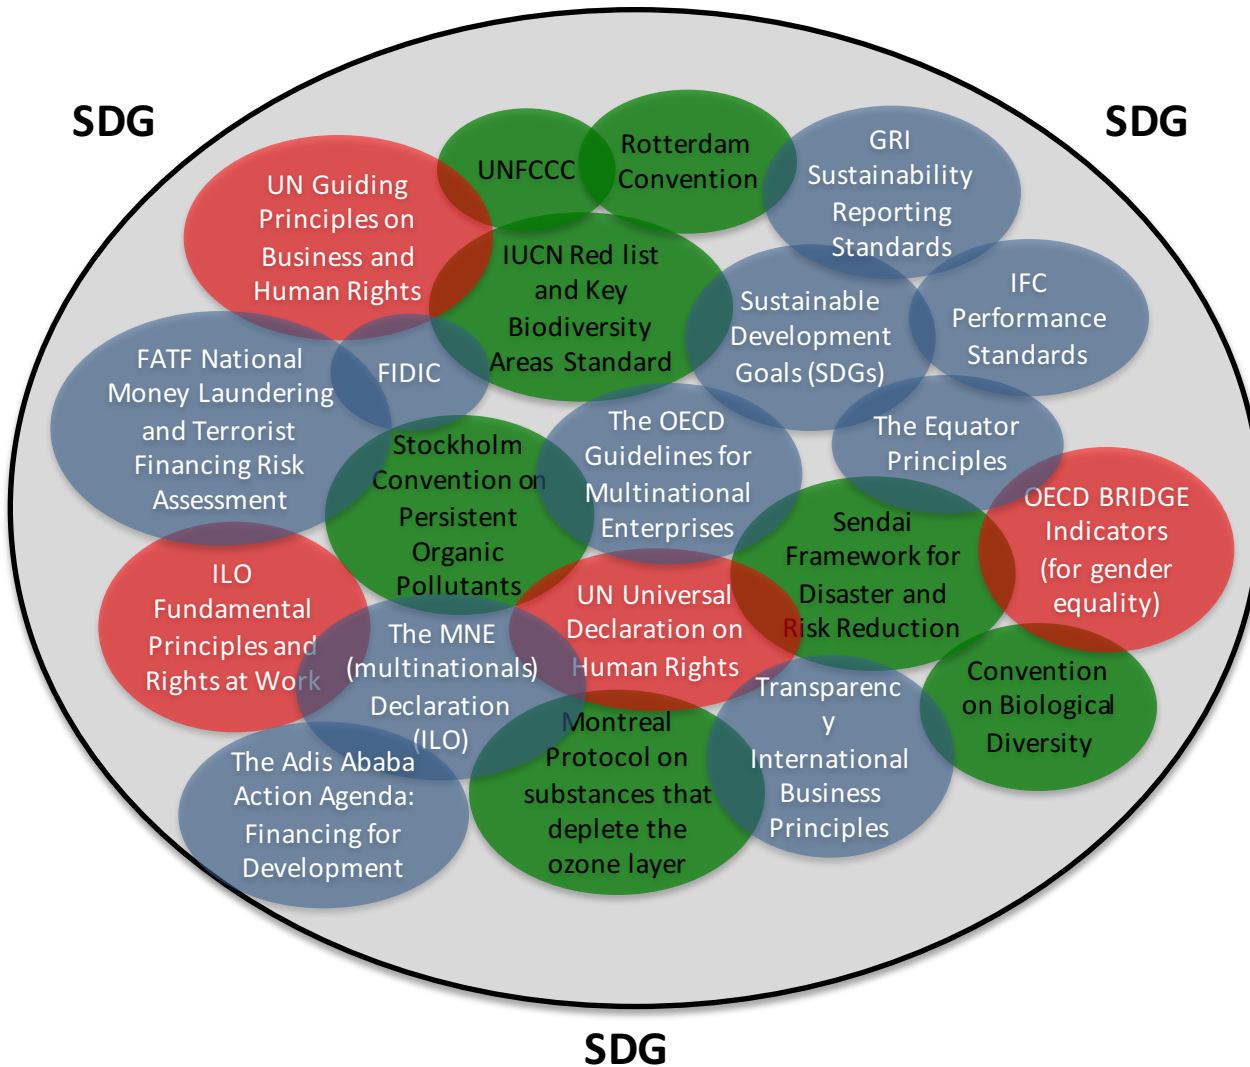 SDG
SDG
UNFCCC
Rotterdam
Convention
GRI
Sustainability
Reporting
Standards
UN Guiding
Principles on
Business and
Human Rights
IUCN Red list
and Key
Biodiversity
Areas Standard
Sustainable
Development
Goals (SDGs)
IFC
Performance
Standards
FATF National
Money Laundering
and Terrorist
Financing Risk
Assessment
FIDIC
The OECD
Guidelines for
Multinational
Enterprises
The Equator
Principles
Stockholm
Convention on
Persistent
Organic
Pollutants
Sendai
Framework for
Disaster and
Risk Reduction
OECD BRIDGE
Indicators
(for gender
equality)
ILO
Fundamental
Principles and
Rights at Work
The MNE
(multinationals)
Declaration
(ILO)
UN Universal
Declaration on
Human Rights
Transparenc
y
International
Business
Principles
Convention
on Biological
Diversity
The Adis Ababa
Action Agenda:
Financing for
Development
Montreal
Protocol on
substances that
deplete the
ozone layer
SDG